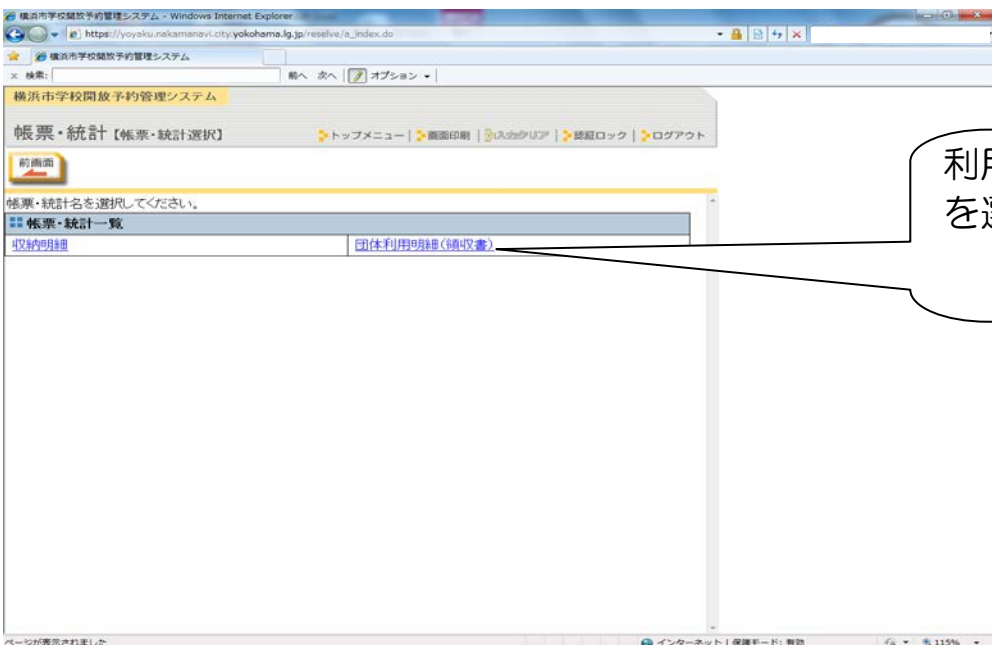 横浜市学校開放予約管理システム - Windows Internet Explorer
https://yoyaku.nakamanavi.city.yokohama.lg.jp/reselve/a_index.do
横浜市学校開放予約管理システム
× 検索: 前へ 次へ オプション
横浜市学校開放予約管理システム
帳票・統計【帳票・統計選択】 トップメニュー | 画面印刷 | 入力クリア | 認証ロック | ログアウト
前画面
帳票・統計名を選択してください。
帳票・統計一覧
収納明細 団体利用明細(領収書)
利用
を選
ページが表示されました インターネット | 保護モード: 有効 115%